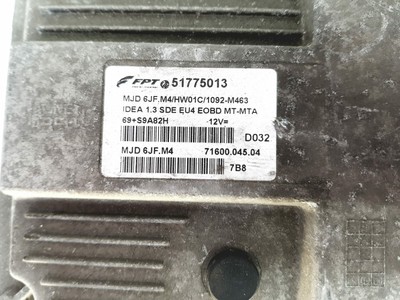 FPT 51775013
MJD 6JF.M4/HW01C/1092-M463
IDEA 1.3 SDE EU4 EOBD MT-MTA
69+S9A82H 12V=
D032
MJD 6JF.M4 71600.045.04
7B8